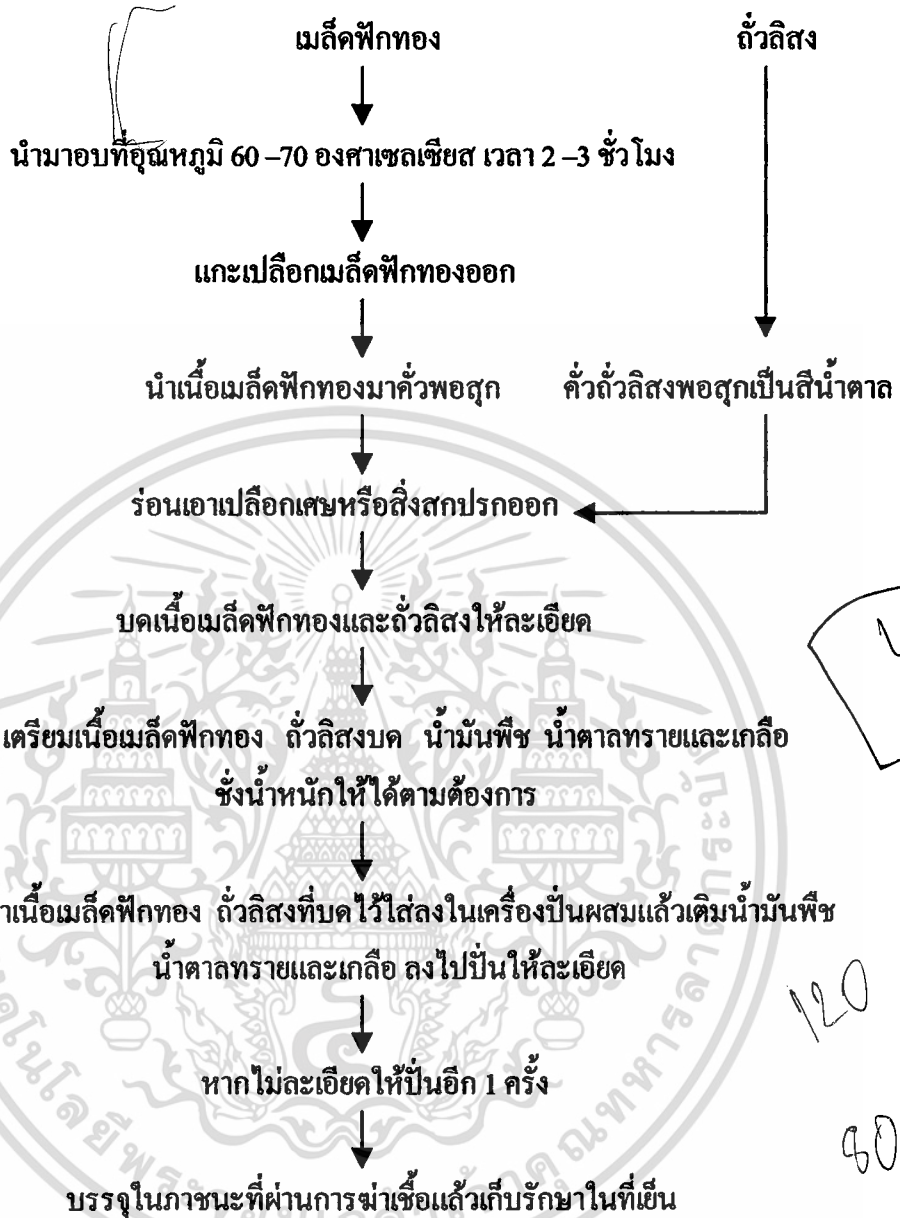 เมล็ดฟักทอง
ถั่วลิสง
นำมาอบที่อุณหภูมิ 60 –70 องศาเซลเซียส เวลา 2 –3 ชั่วโมง
แกะเปลือกเมล็ดฟักทองออก
นำเนื้อเมล็ดฟักทองมาคั่วพอสุก
คั่วถั่วลิสงพอสุกเป็นสีน้ำตาล
ร่อนเอาเปลือกเศษหรือสิ่งสกปรกออก
บดเนื้อเมล็ดฟักทองและถั่วลิสงให้ละเอียด
เตรียมเนื้อเมล็ดฟักทอง ถั่วลิสงบด น้ำมันพืช น้ำตาลทรายและเกลือ
ชั่งน้ำหนักให้ได้ตามต้องการ
าเนื้อเมล็ดฟักทอง ถั่วลิสงที่บดไว้ใส่ลงในเครื่องปั่นผสมแล้วเติมน้ำมันพืช
น้ำตาลทรายและเกลือ ลงไปปั่นให้ละเอียด
120
หากไม่ละเอียดให้ปั่นอีก 1 ครั้ง
80
บรรจุในภาชนะที่ผ่านการฆ่าเชื้อแล้วเก็บรักษาในที่เย็น